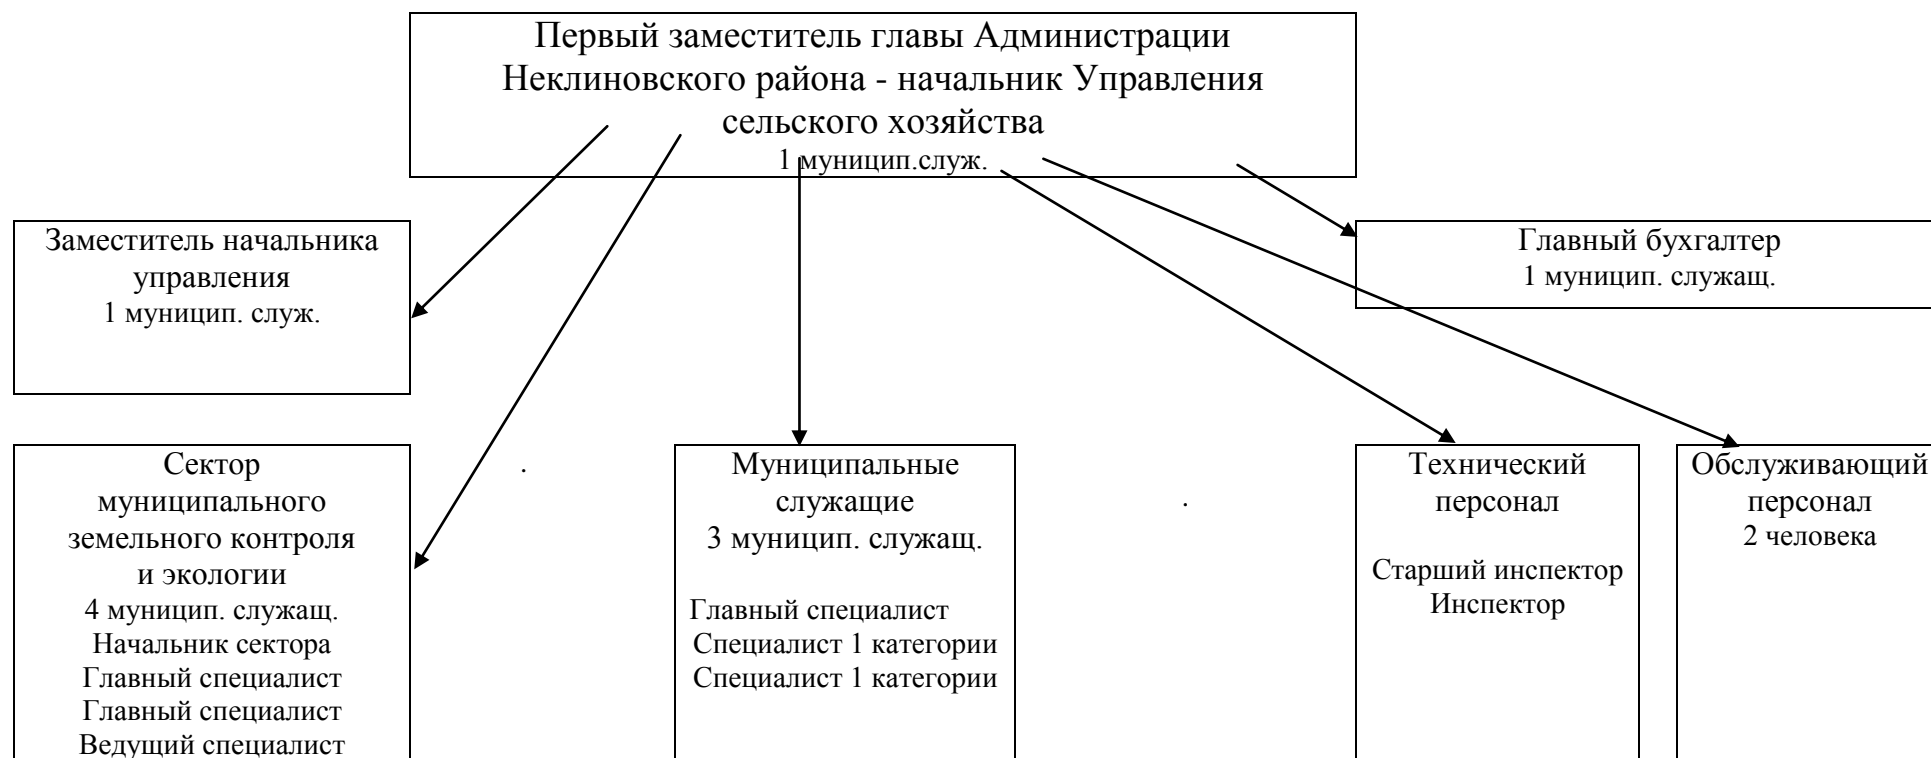 Первый заместитель главы Администрации
Неклиновского района - начальник Управления
сельского хозяйства
1 муницип.служ.
Заместитель начальника
управления
1 муницип. служ.
Главный бухгалтер
1 муницип. служащ.
Сектор
муниципального
земельного контроля
и экологии
4 муницип. служащ.
Начальник сектора
Главный специалист
Главный специалист
Ведущий специалист
Муниципальные
служащие
3 муницип. служащ.
Главный специалист
Специалист 1 категории
Специалист 1 категории
Технический
персонал
Старший инспектор
Инспектор
Обслуживающий
персонал
2 человека